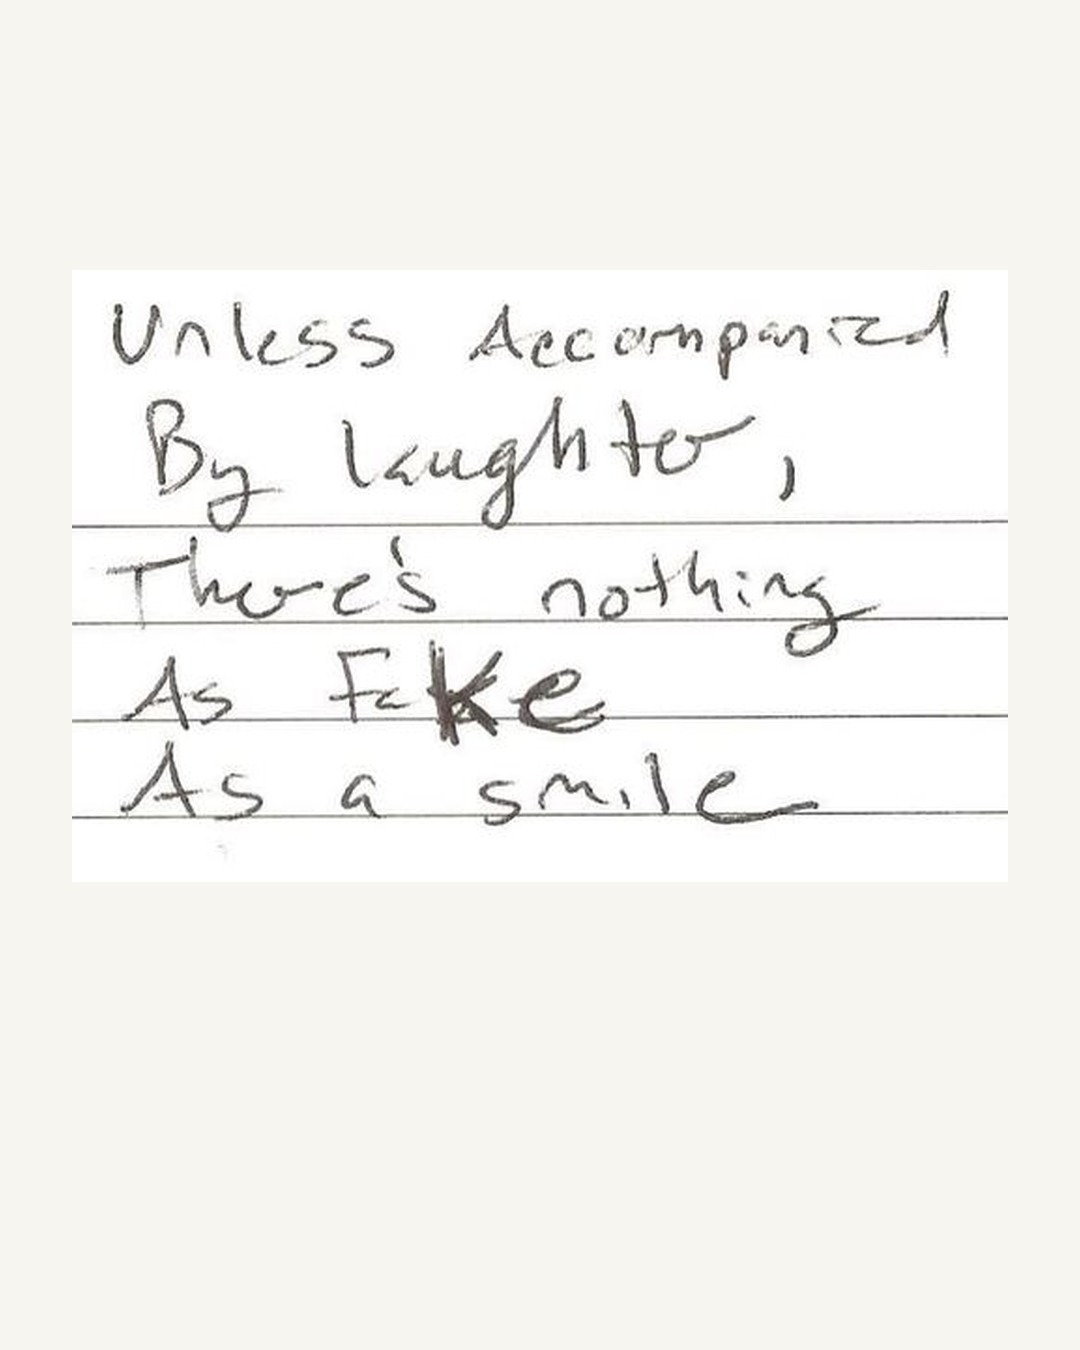 Unless Accompanied
By laughter,
There's nothing
As Fake
As a smile